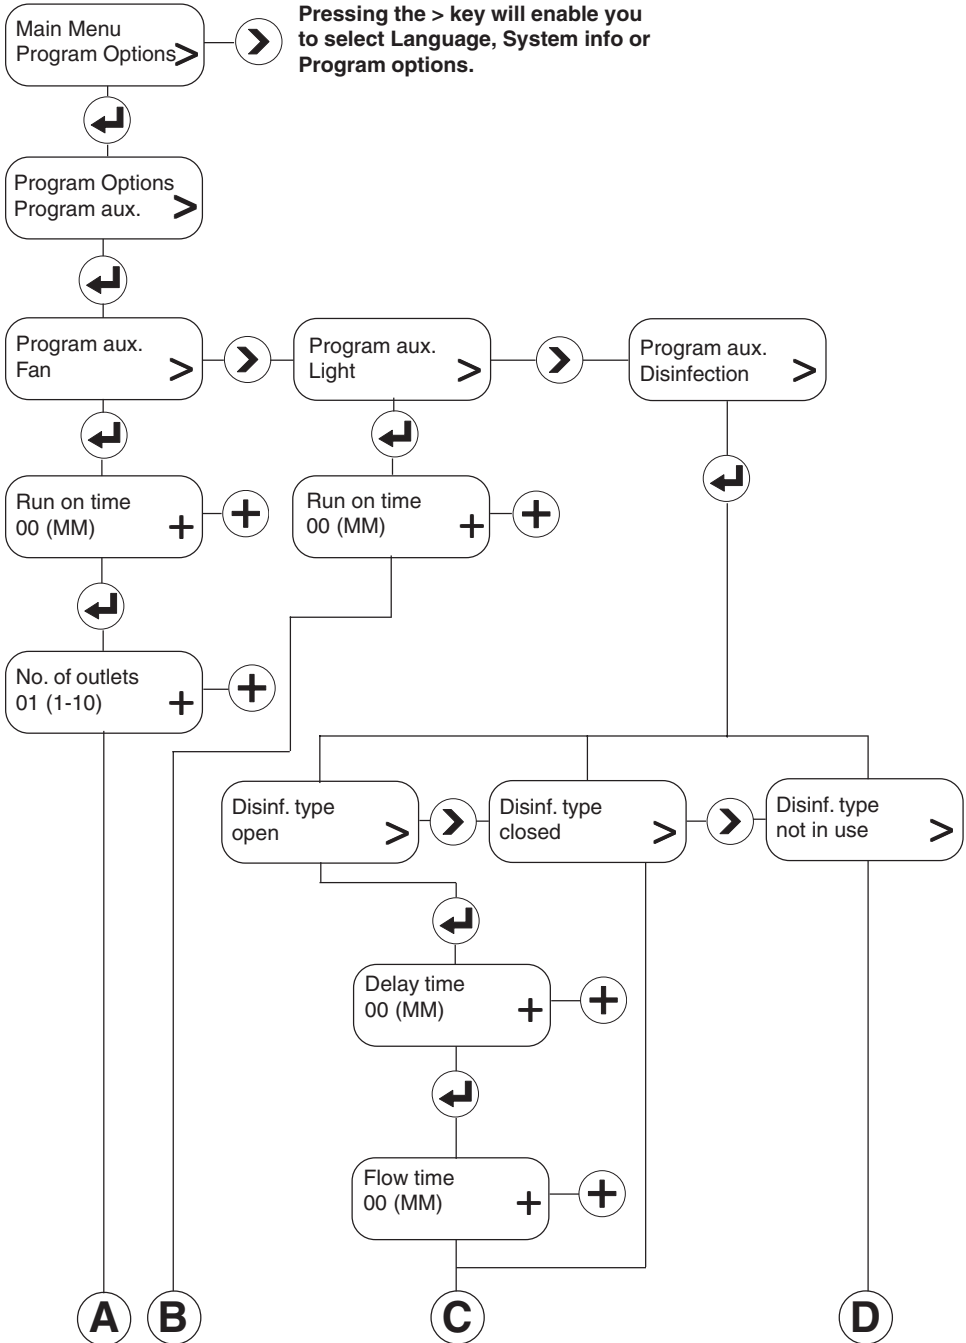 Main Menu
Program Options >
Pressing the > key will enable you
to select Language, System info or
Program options.
Program Options
Program aux. >
Program aux.
Fan >
Program aux.
Light >
Program aux.
Disinfection >
Run on time
00 (MM) +
Run on time
00 (MM) +
No. of outlets
01 (1-10) +
Disinf. type
open >
Disinf. type
closed >
Disinf. type
not in use >
Delay time
00 (MM) +
Flow time
00 (MM) +
A
B
C
D